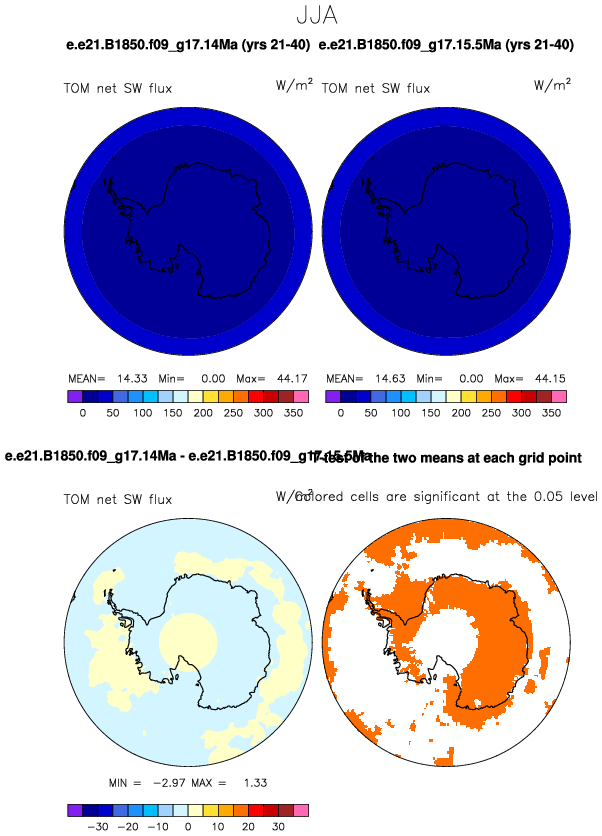 JJA
e.e21.B1850.f09_g17.14Ma (yrs 21-40) e.e21.B1850.f09_g17.15.5Ma (yrs 21-40)
TOM net SW flux W/m² TOM net SW flux W/m²
MEAN= 14.33 Min= 0.00 Max= 44.17 MEAN= 14.63 Min= 0.00 Max= 44.15
0 50 100 150 200 250 300 350 0 50 100 150 200 250 300 350
e.e21.B1850.f09_g17.14Ma - e.e21.B1850.f09_g17.15.5Ma T-test of the two means at each grid point
TOM net SW flux W/m² Colored cells are significant at the 0.05 level
MIN = -2.97 MAX = 1.33
-30 -20 -10 0 10 20 30